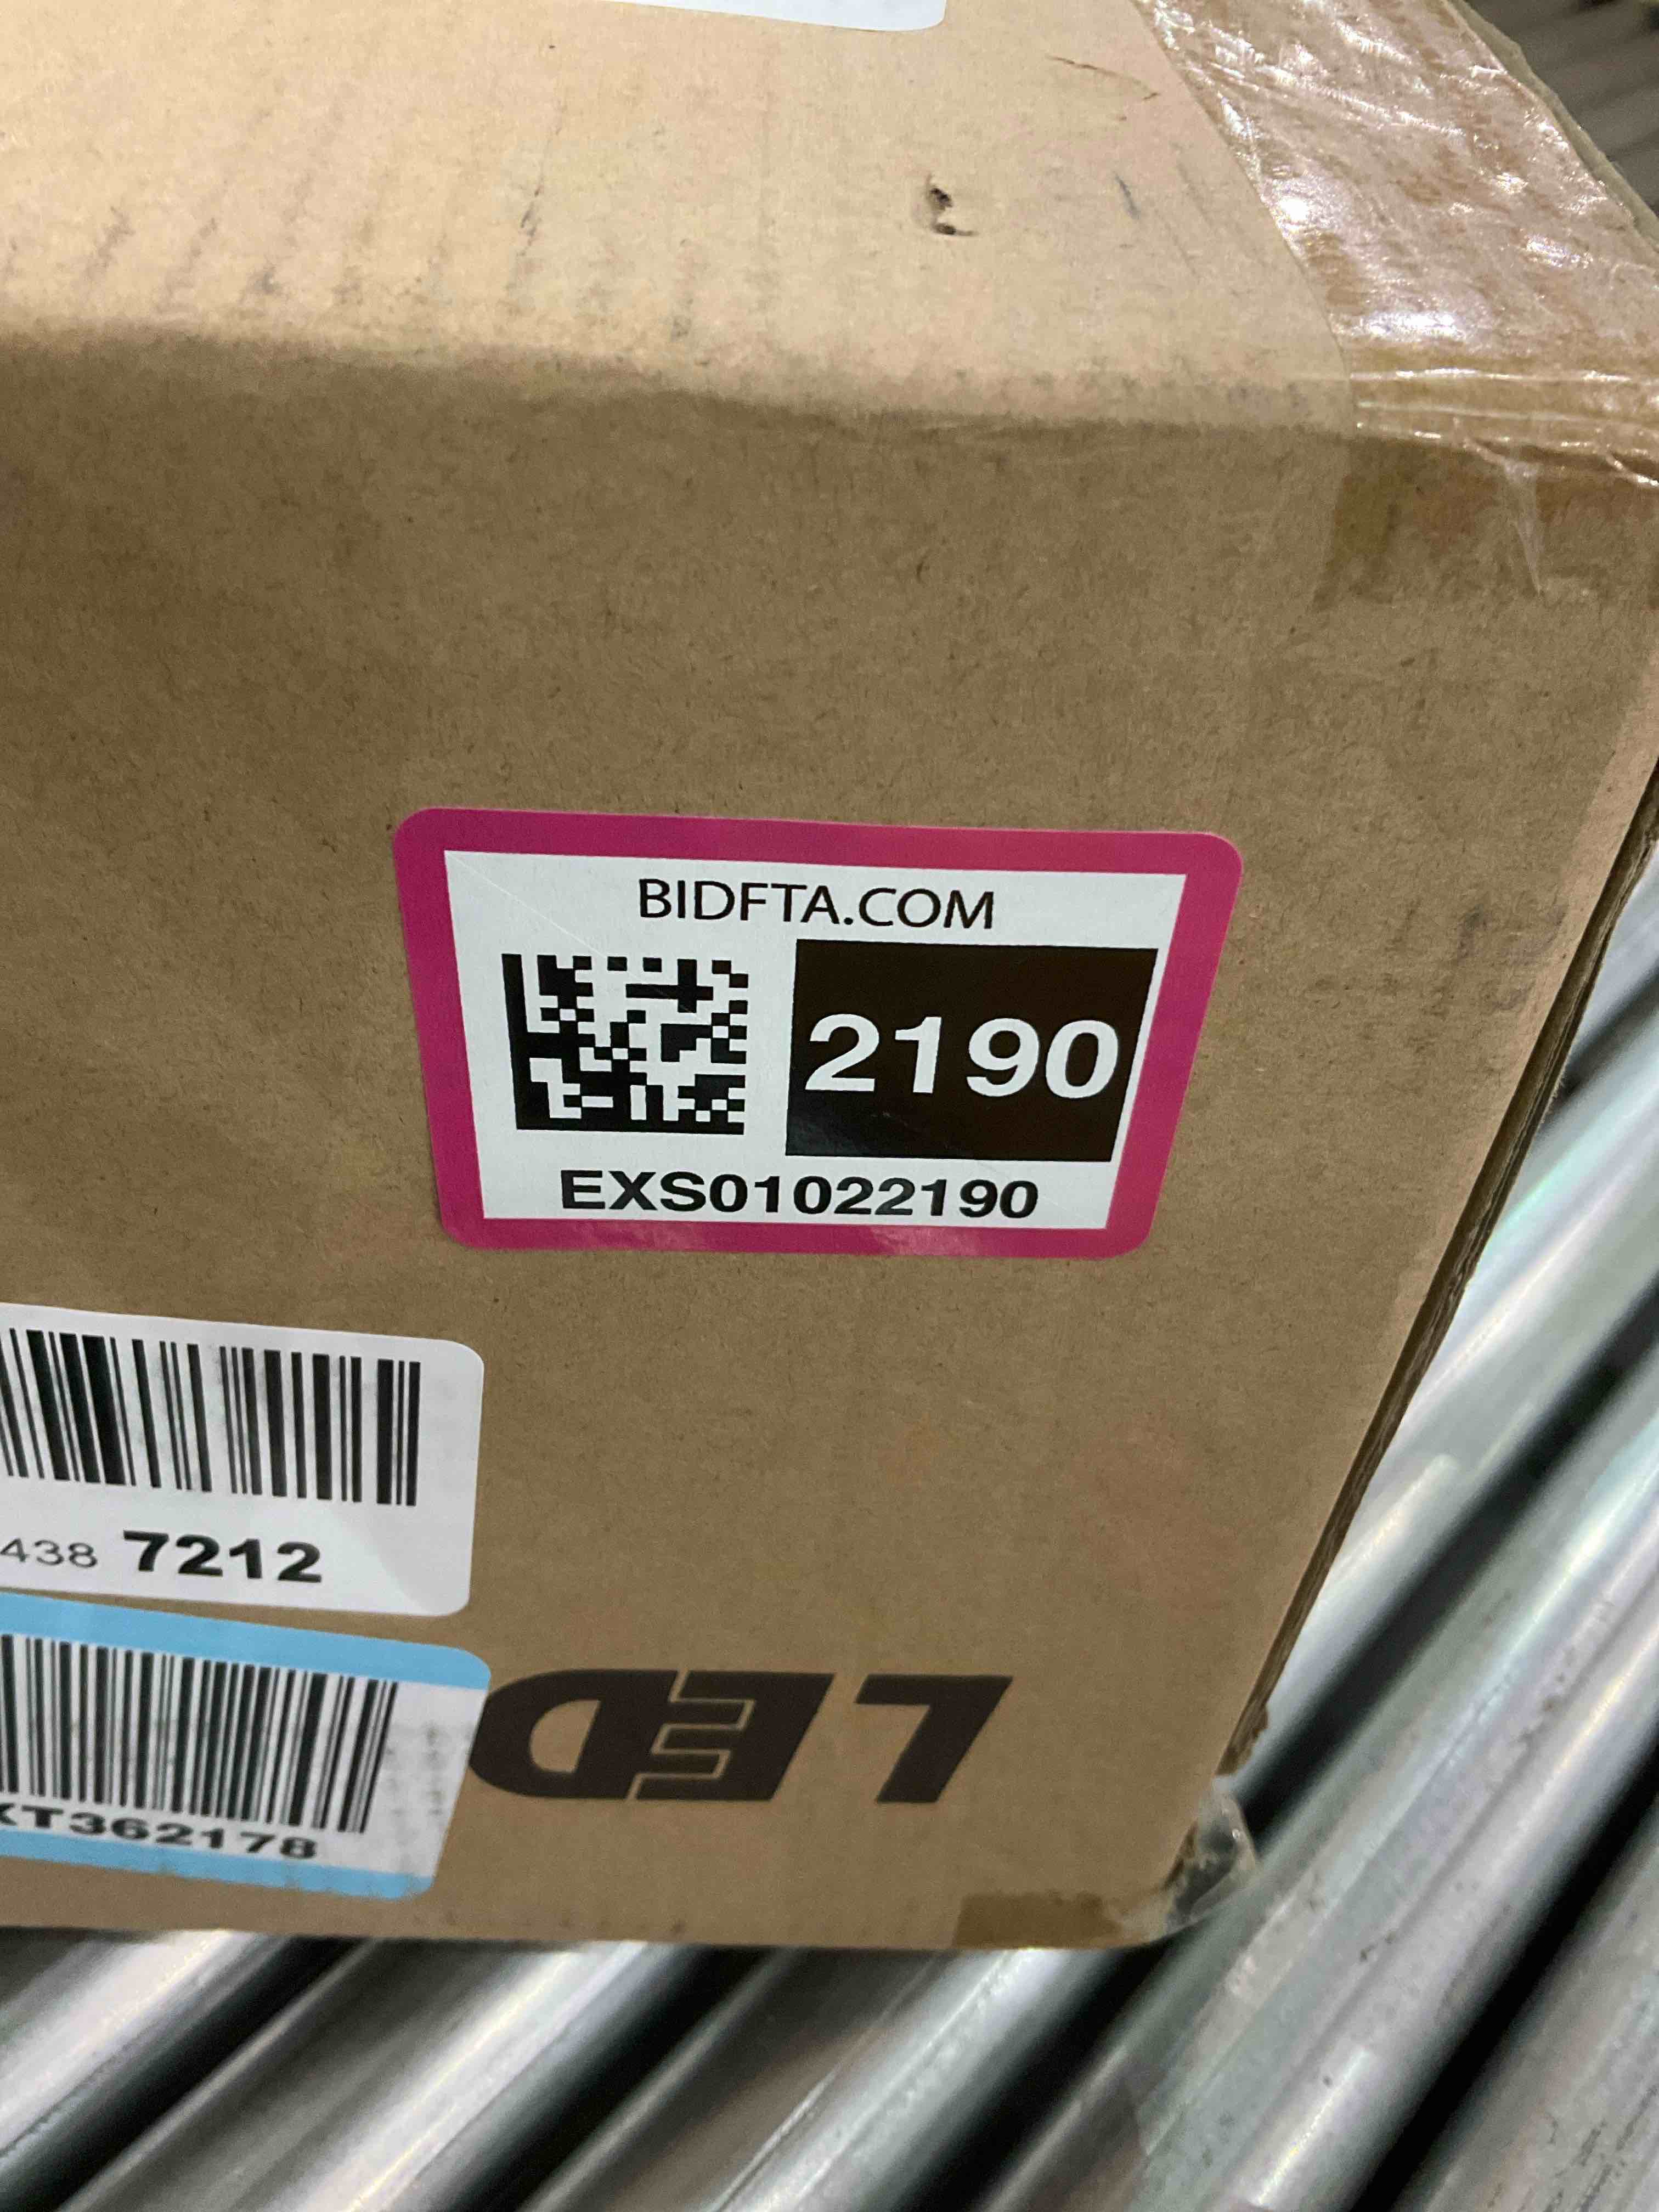 BIDFTA.COM
2190
EXS01022190
438 7212
XT362178
LED